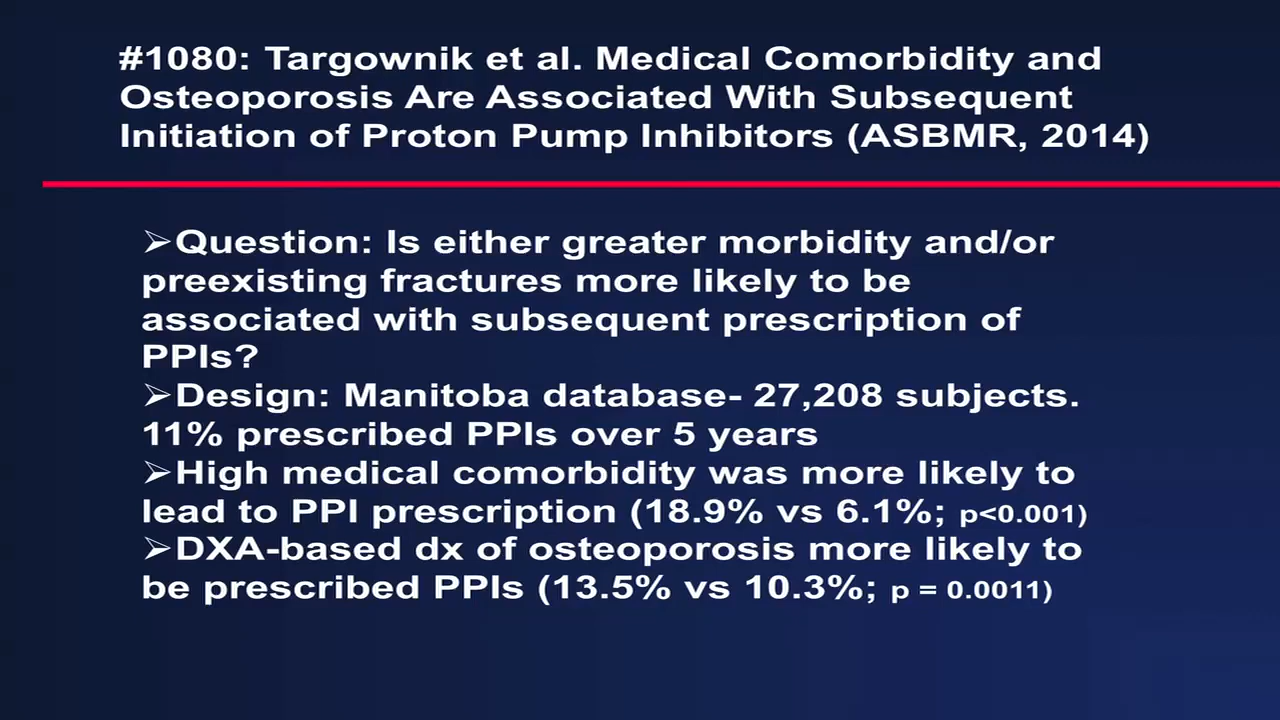 #1080: Targownik et al. Medical Comorbidity and
Osteoporosis Are Associated With Subsequent
Initiation of Proton Pump Inhibitors (ASBMR, 2014)
➢Question: Is either greater morbidity and/or
preexisting fractures more likely to be
associated with subsequent prescription of
PPIs?
➢Design: Manitoba database- 27,208 subjects.
11% prescribed PPIs over 5 years
➢High medical comorbidity was more likely to
lead to PPI prescription (18.9% vs 6.1%; p<0.001)
➢DXA-based dx of osteoporosis more likely to
be prescribed PPIs (13.5% vs 10.3%; p = 0.0011)